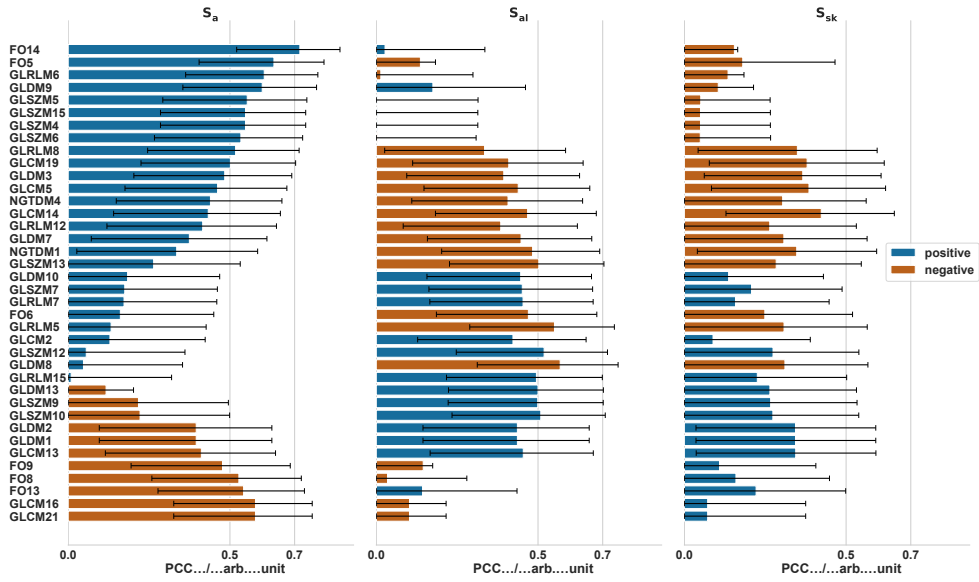 Sa Sal Ssk
FO14
FO5
GLRLM6
GLDM9
GLSZM5
GLSZM15
GLSZM4
GLSZM6
GLRLM8
GLCM19
GLDM3
GLCM5
NGTDM4
GLCM14
GLRLM12
GLDM7
NGTDM1
GLSZM13
GLDM10
GLSZM7
GLRLM7
FO6
GLRLM5
GLCM2
GLSZM12
GLDM8
GLRLM15
GLDM13
GLSZM9
GLSZM10
GLDM2
GLDM1
GLCM13
FO9
FO8
FO13
GLCM16
GLCM21
positive
negative
0.0 0.5 0.7 0.0 0.5 0.7 0.0 0.5 0.7
PCC.../...arb....unit PCC.../...arb....unit PCC.../...arb....unit